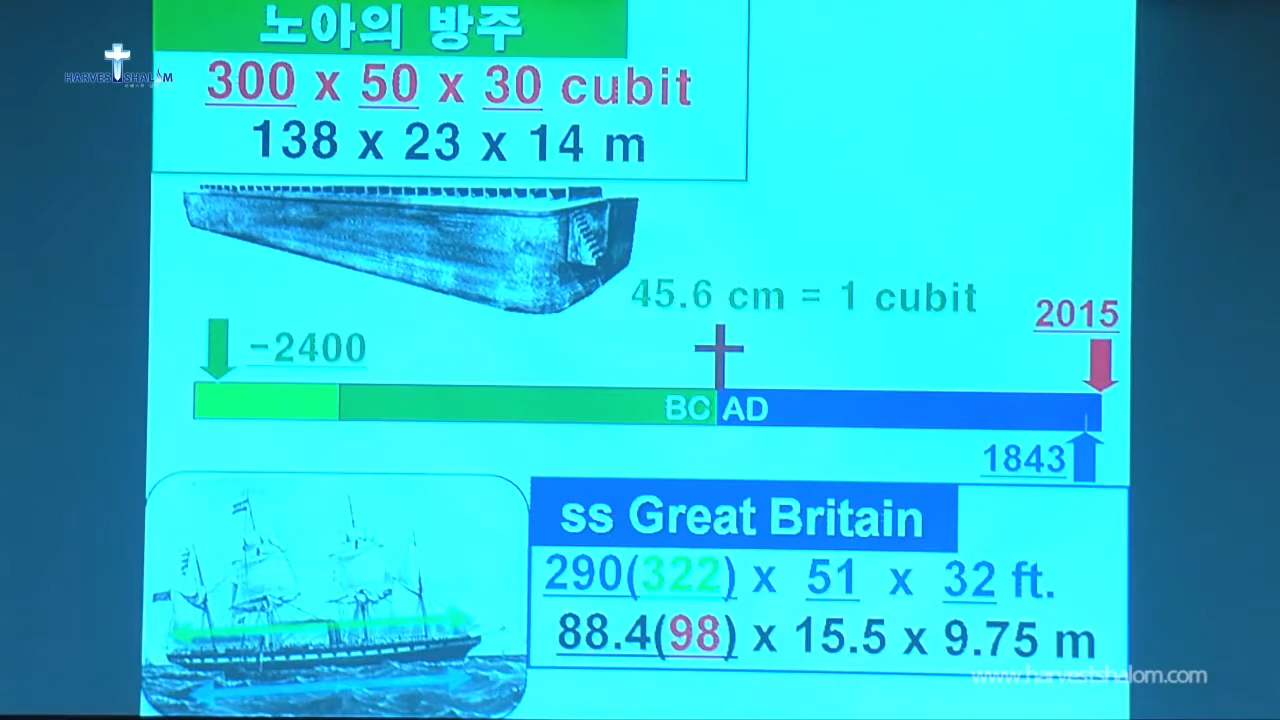 노아의 방주
HARVEST SHALOM
300 x 50 x 30 cubit
138 x 23 x 14 m
45.6 cm = 1 cubit
2015
-2400
BC AD
1843
ss Great Britain
290(322) x 51 x 32 ft.
88.4(98) x 15.5 x 9.75 m
www.harvestshalom.com